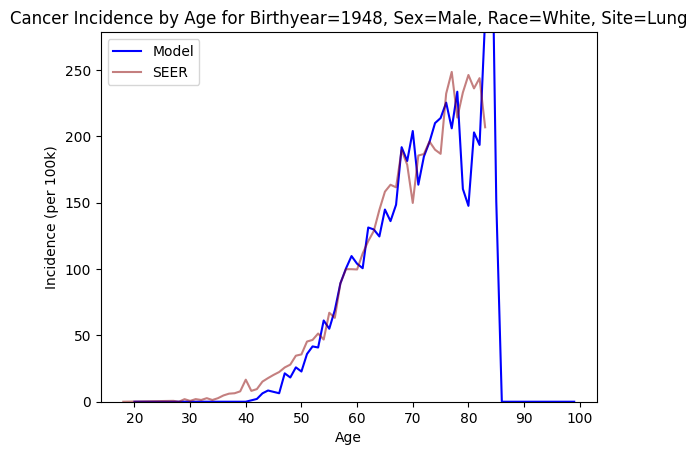 Cancer Incidence by Age for Birthyear=1948, Sex=Male, Race=White, Site=Lung
Model
SEER
Incidence (per 100k)
250
200
150
100
50
0
20 30 40 50 60 70 80 90 100
Age